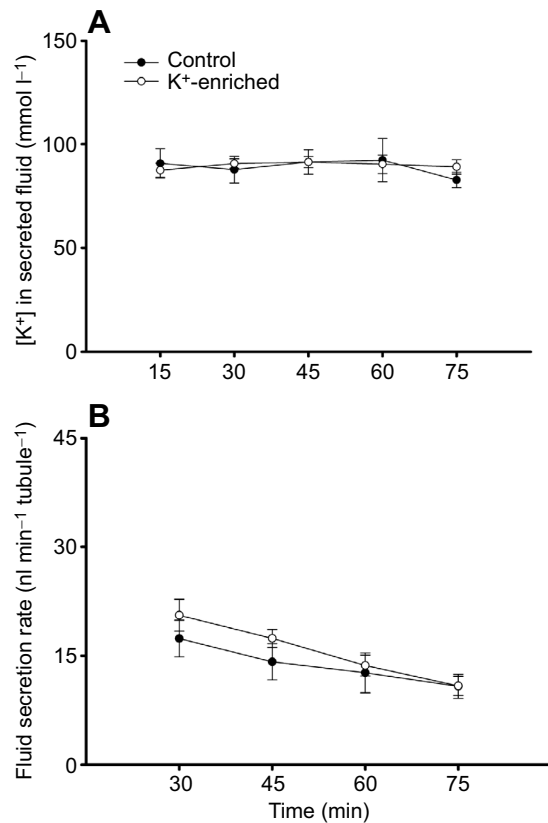 A
Control
K⁺-enriched
[K⁺] in secreted fluid (mmol l⁻¹)
150
100
50
0
15 30 45 60 75
B
Fluid secretion rate (nl min⁻¹ tubule⁻¹)
45
30
15
0
30 45 60 75
Time (min)